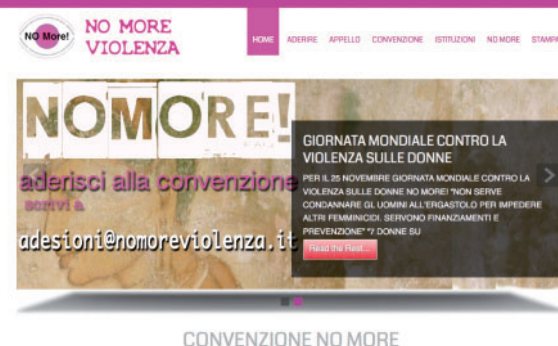 NO More!
NO MORE
VIOLENZA
HOME ADERIRE APPELLO CONVENZIONE ISTITUZIONI NO MORE STAMPA
NOMORE!
aderisci alla convenzione
scrivi a
adesioni@nomoreviolenza.it
GIORNATA MONDIALE CONTRO LA
VIOLENZA SULLE DONNE
PER IL 25 NOVEMBRE GIORNATA MONDIALE CONTRO LA
VIOLENZA SULLE DONNE NO MORE! "NON SERVE
CONDANNARE GL UOMINI ALL'ERGASTOLO PER IMPEDERE
ALTRI FEMMINICIDI. SERVONO FINANZIAMENTI E
PREVENZIONE" "7 DONNE SU
Read the Rest...
CONVENZIONE NO MORE